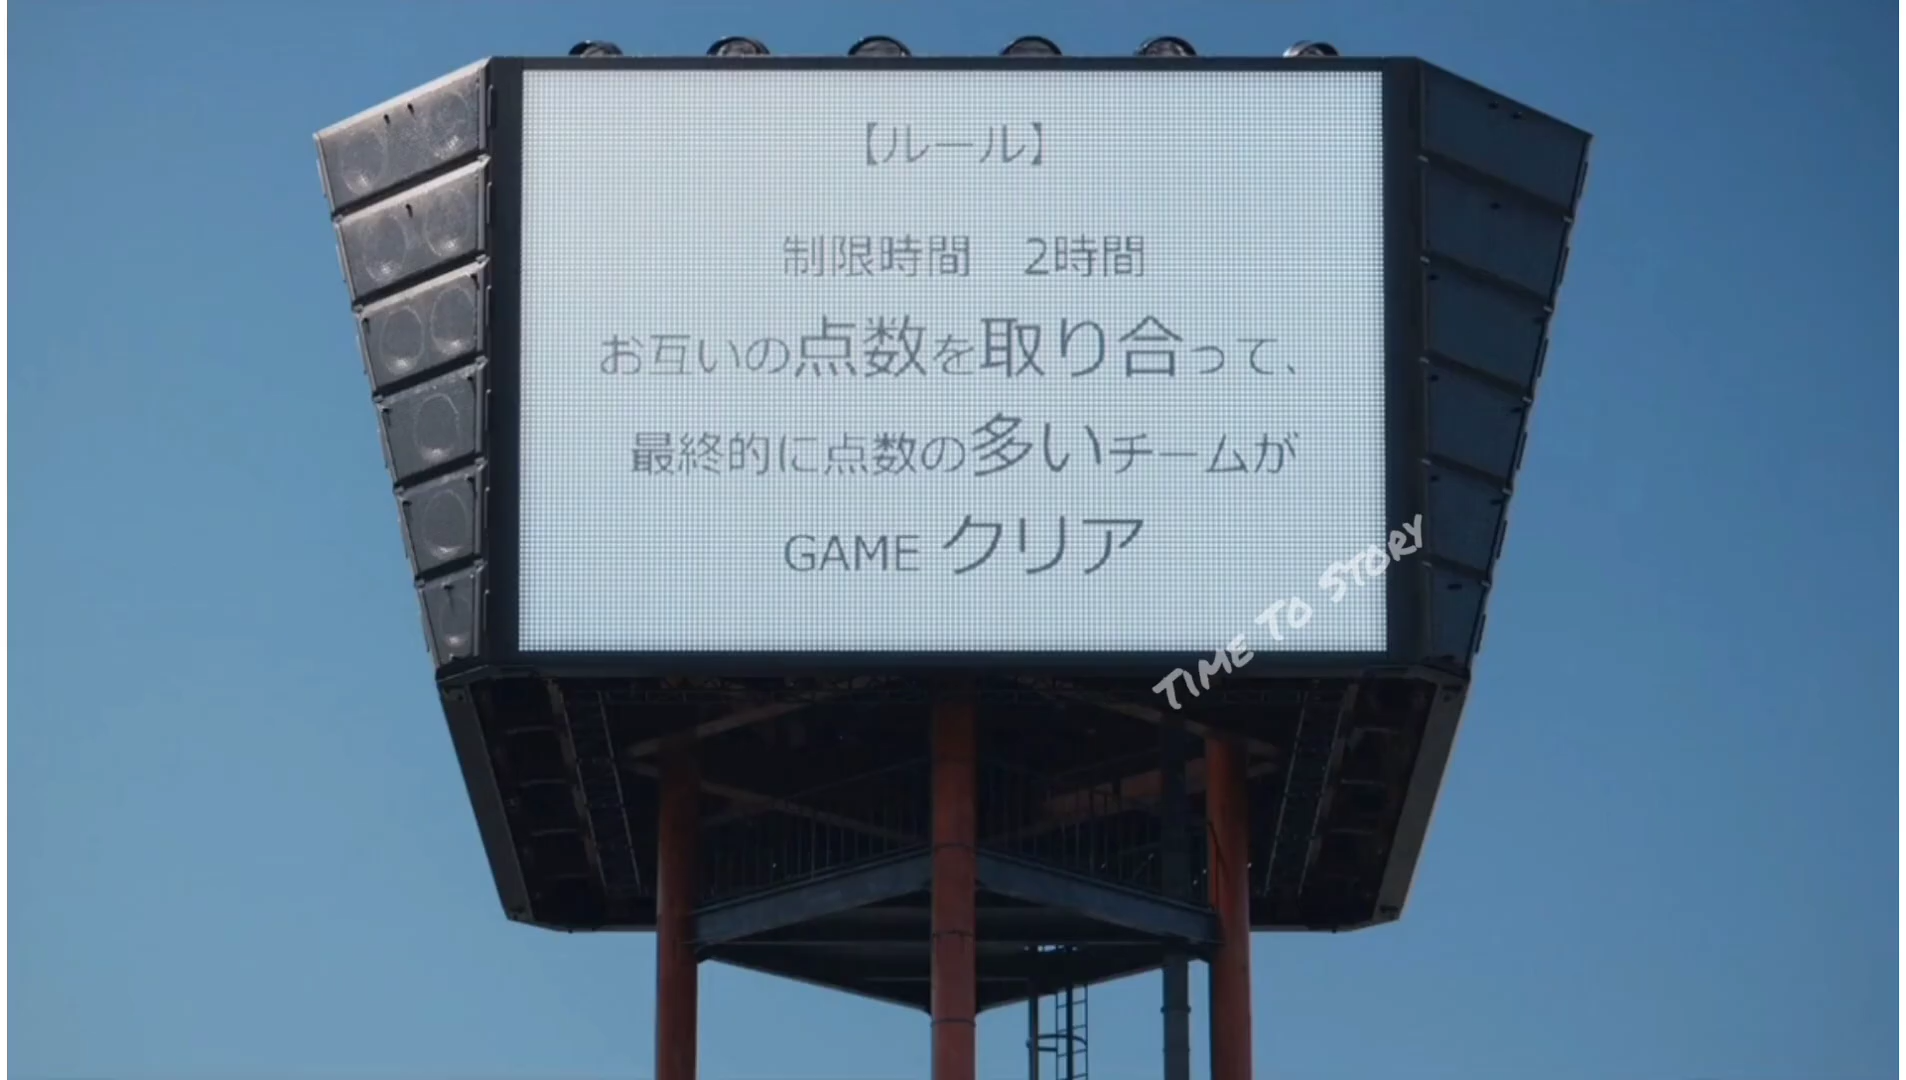 【ルール】
制限時間　2時間
お互いの点数を取り合って、
最終的に点数の多いチームが
GAME クリア
TIME TO STORY